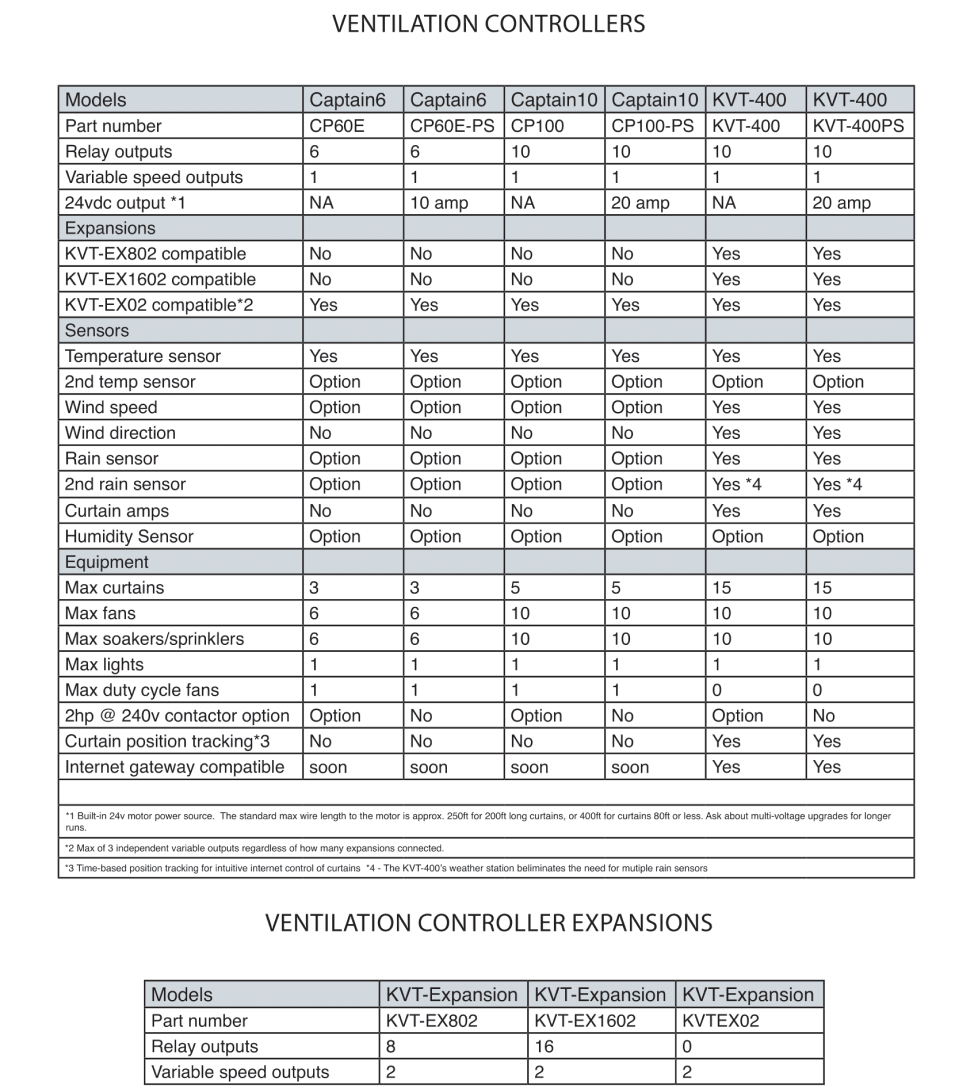 VENTILATION CONTROLLERS
Models Captain6 Captain6 Captain10 Captain10 KVT-400 KVT-400
Part number CP60E CP60E-PS CP100 CP100-PS KVT-400 KVT-400PS
Relay outputs 6 6 10 10 10 10
Variable speed outputs 1 1 1 1 1 1
24vdc output *1 NA 10 amp NA 20 amp NA 20 amp
Expansions
KVT-EX802 compatible No No No No Yes Yes
KVT-EX1602 compatible No No No No Yes Yes
KVT-EX02 compatible*2 Yes Yes Yes Yes Yes Yes
Sensors
Temperature sensor Yes Yes Yes Yes Yes Yes
2nd temp sensor Option Option Option Option Option Option
Wind speed Option Option Option Option Yes Yes
Wind direction No No No No Yes Yes
Rain sensor Option Option Option Option Yes Yes
2nd rain sensor Option Option Option Option Yes *4 Yes *4
Curtain amps No No No No Yes Yes
Humidity Sensor Option Option Option Option Option Option
Equipment
Max curtains 3 3 5 5 15 15
Max fans 6 6 10 10 10 10
Max soakers/sprinklers 6 6 10 10 10 10
Max lights 1 1 1 1 1 1
Max duty cycle fans 1 1 1 1 0 0
2hp @ 240v contactor option Option No Option No Option No
Curtain position tracking*3 No No No No Yes Yes
Internet gateway compatible soon soon soon soon Yes Yes
*1 Built-in 24v motor power source. The standard max wire length to the motor is approx. 250ft for 200ft long curtains, or 400ft for curtains 80ft or less. Ask about multi-voltage upgrades for longer
runs.
*2 Max of 3 independent variable outputs regardless of how many expansions connected.
*3 Time-based position tracking for intuitive internet control of curtains *4 - The KVT-400's weather station beliminates the need for mutiple rain sensors
VENTILATION CONTROLLER EXPANSIONS
Models KVT-Expansion KVT-Expansion KVT-Expansion
Part number KVT-EX802 KVT-EX1602 KVTEX02
Relay outputs 8 16 0
Variable speed outputs 2 2 2